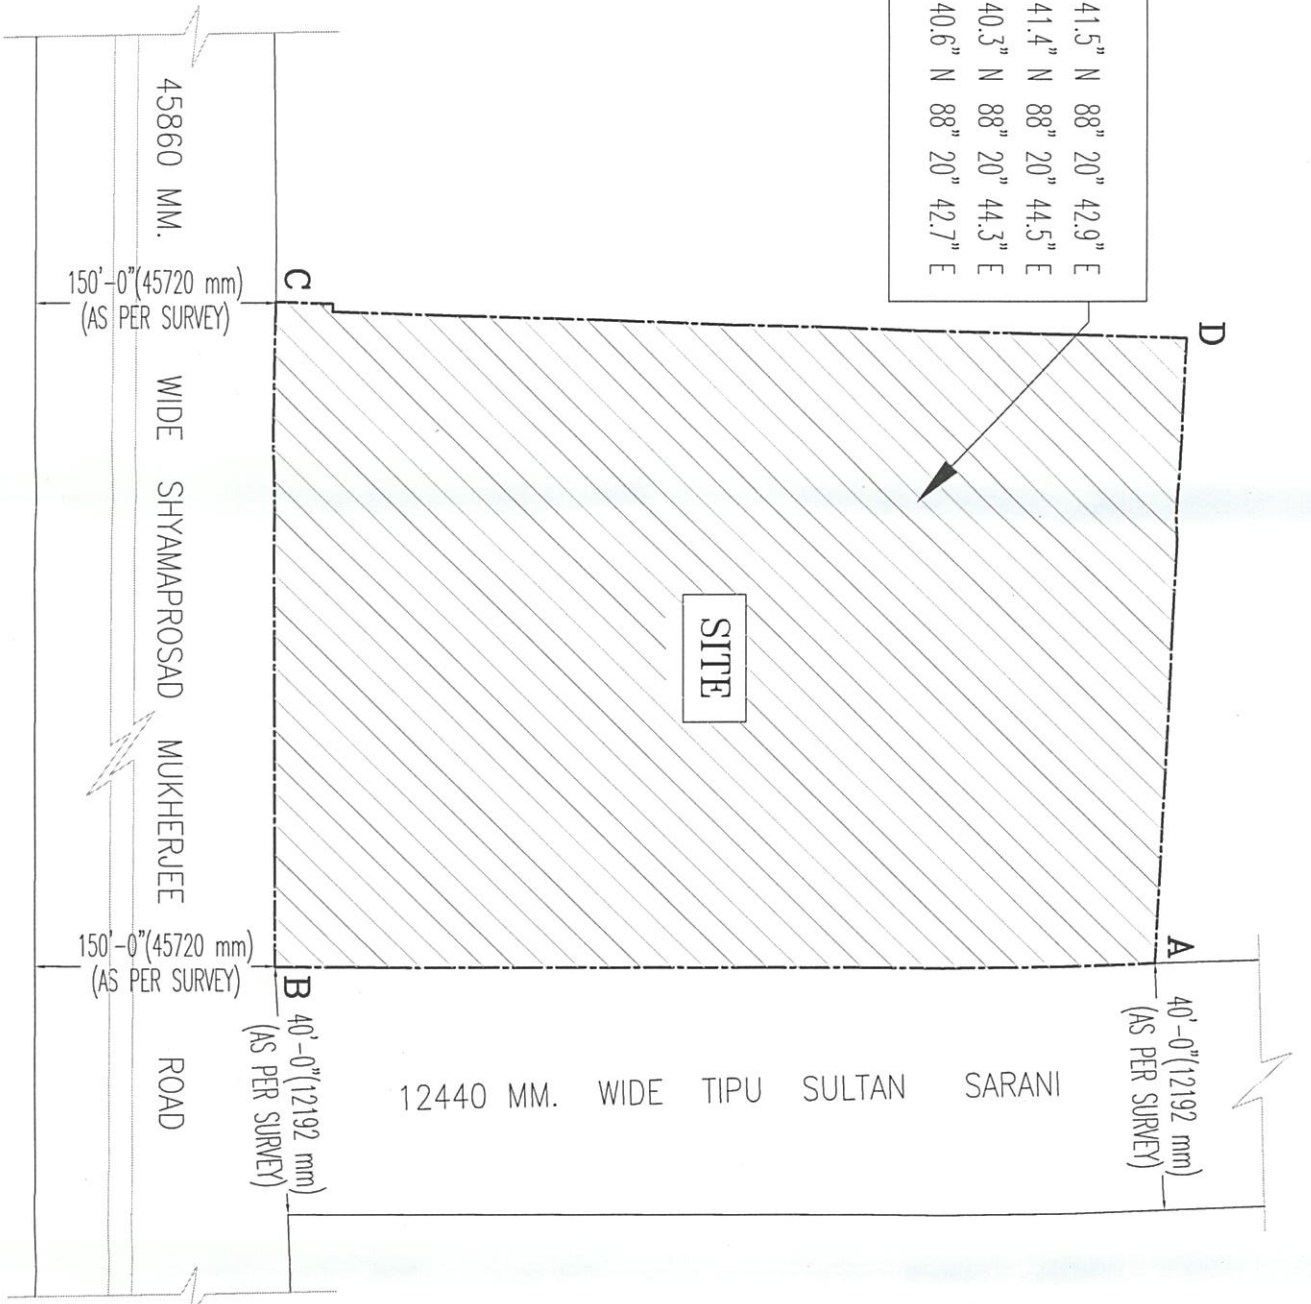 41.5" N 88" 20" 42.9" E
41.4" N 88" 20" 44.5" E
40.3" N 88" 20" 44.3" E
40.6" N 88" 20" 42.7" E
D
C
A
B
SITE
45860 MM. WIDE SHYAMAPROSAD MUKHERJEE ROAD
150'-0"(45720 mm)
(AS PER SURVEY)
150'-0"(45720 mm)
(AS PER SURVEY)
40'-0"(12192 mm)
(AS PER SURVEY)
40'-0"(12192 mm)
(AS PER SURVEY)
12440 MM. WIDE TIPU SULTAN SARANI